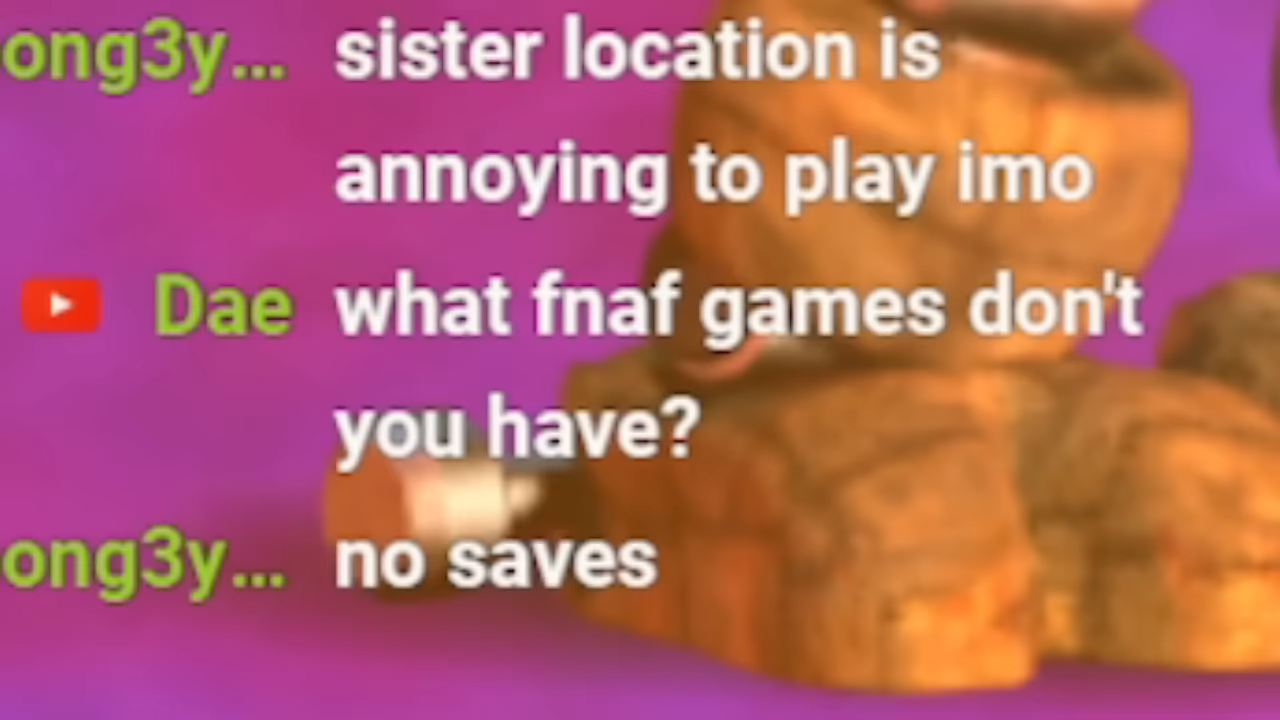 ong3y... sister location is
annoying to play imo
Dae what fnaf games don't
you have?
ong3y... no saves